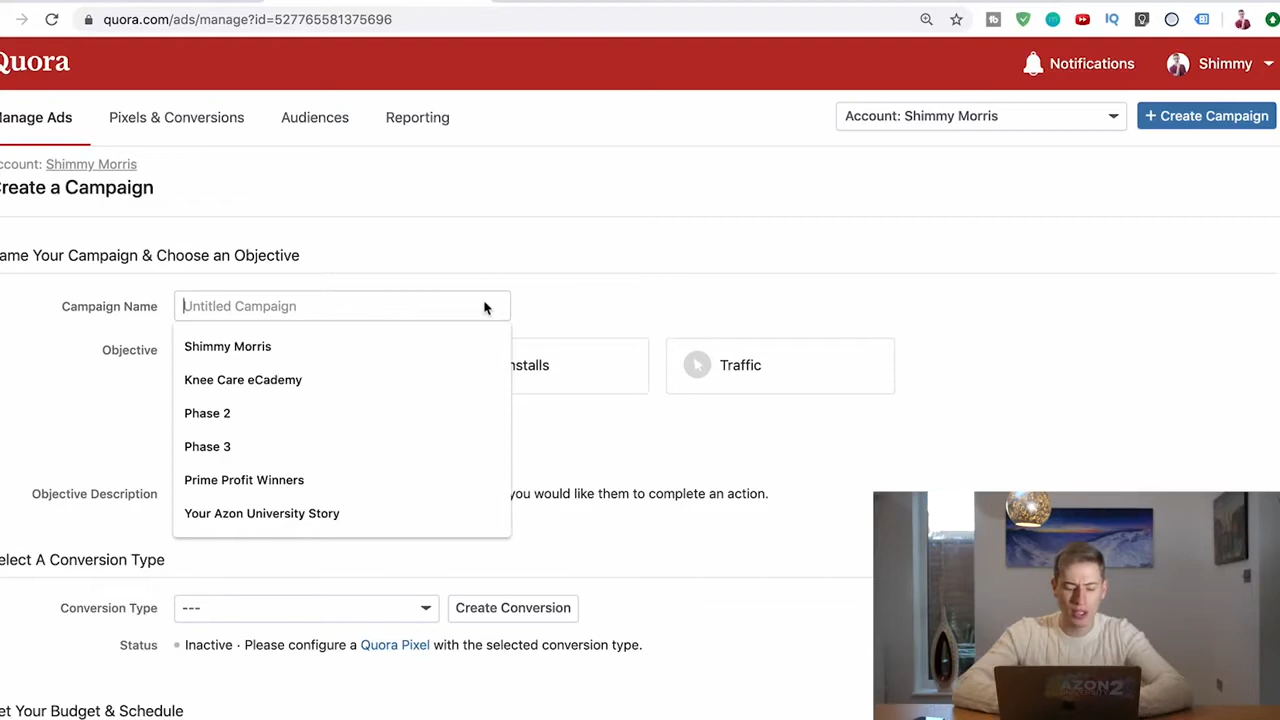 quora.com/ads/manage?id=527765581375696
Quora
Notifications
Shimmy
Manage Ads
Pixels & Conversions
Audiences
Reporting
Account: Shimmy Morris
+ Create Campaign
ccount: Shimmy Morris
Create a Campaign
ame Your Campaign & Choose an Objective
Campaign Name
Untitled Campaign
Shimmy Morris
Knee Care eCademy
Phase 2
Phase 3
Prime Profit Winners
Your Azon University Story
Objective
nstalls
Traffic
Objective Description
you would like them to complete an action.
elect A Conversion Type
Conversion Type
---
Create Conversion
Status
Inactive · Please configure a Quora Pixel with the selected conversion type.
et Your Budget & Schedule
IQ
AZON2